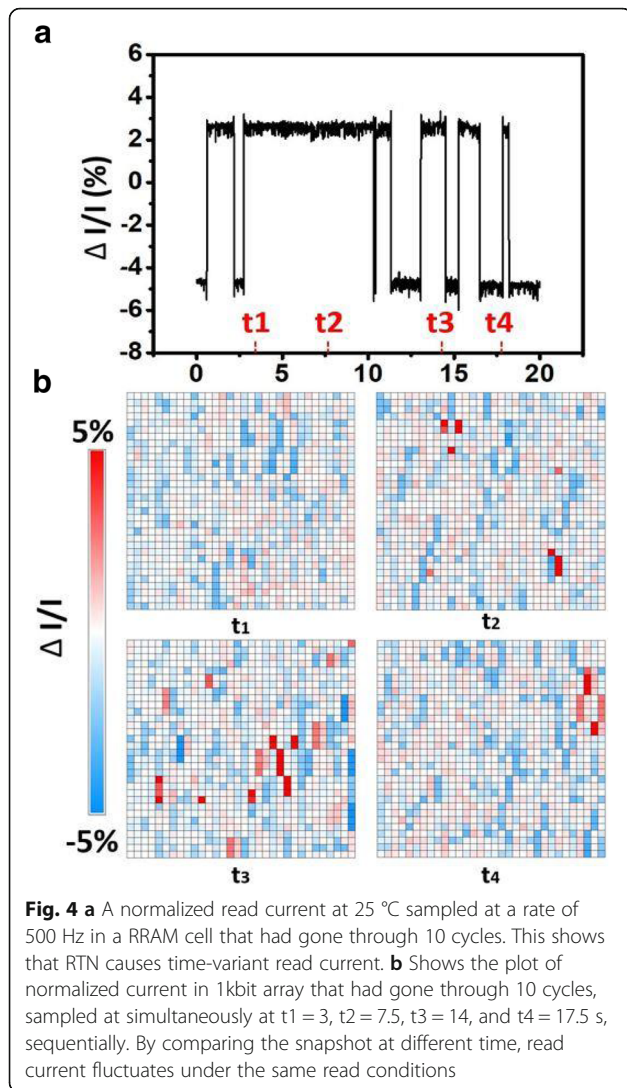 a
6
4
2
0
-2
-4
-6
-8
Δ I/I (%)
t1 t2 t3 t4
0 5 10 15 20
b
5%
Δ I/I
-5%
t1 t2
t3 t4
Fig. 4 a A normalized read current at 25 °C sampled at a rate of
500 Hz in a RRAM cell that had gone through 10 cycles. This shows
that RTN causes time-variant read current. b Shows the plot of
normalized current in 1kbit array that had gone through 10 cycles,
sampled at simultaneously at t1 = 3, t2 = 7.5, t3 = 14, and t4 = 17.5 s,
sequentially. By comparing the snapshot at different time, read
current fluctuates under the same read conditions